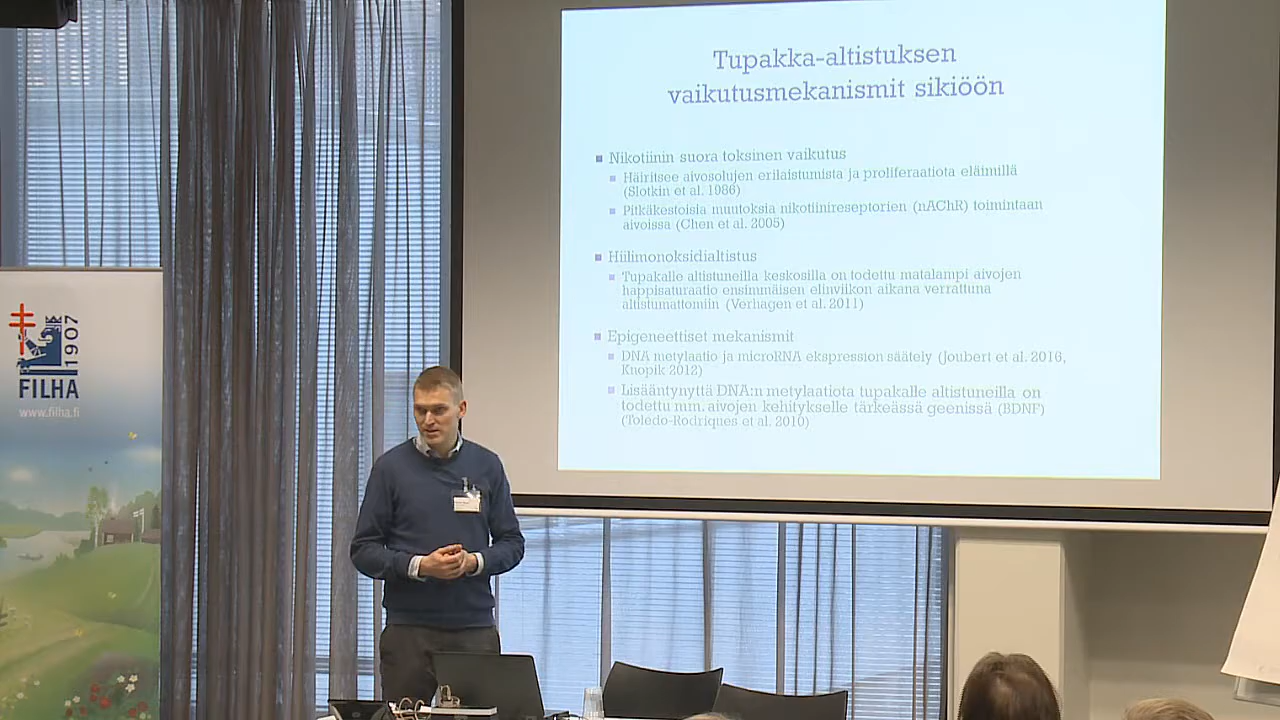 Tupakka-altistuksen
vaikutusmekanismit sikiöön
Nikotiinin suora toksinen vaikutus
Häiritsee aivosolujen erilaistumista ja proliferaatiota eläimillä
(Slotkin et al. 1986)
Pitkäkestoisia muutoksia nikotiinireseptorien (nAChR) toimintaan
aivoissa (Chen et al. 2005)
Hiilimonoksidialtistus
Tupakalle altistuneilla keskosilla on todettu matalampi aivojen
happisaturaatio ensimmäisen elinviikon aikana verrattuna
altistumattomiin (Verhagen et al. 2011)
Epigeneettiset mekanismit
DNA metylaatio ja microRNA ekspression säätely (Joubert et al. 2016,
Knopik 2012)
Lisääntynyttä DNA:n metylaatiota tupakalle altistuneilla on
todettu mm. aivojen kehitykselle tärkeässä geenissä (BDNF)
(Toledo-Rodriques et al. 2010)
1907
FILHA
www.filha.fi